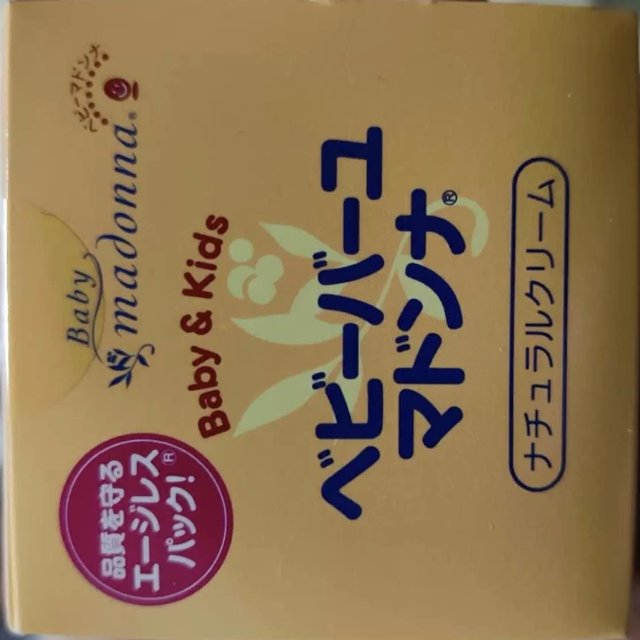 ベビーマドンナ
Baby
madonna®
Baby & Kids
ベビーバーユ
マドンナ®
ナチュラルクリーム
品質を守る
エージレス®
パック!